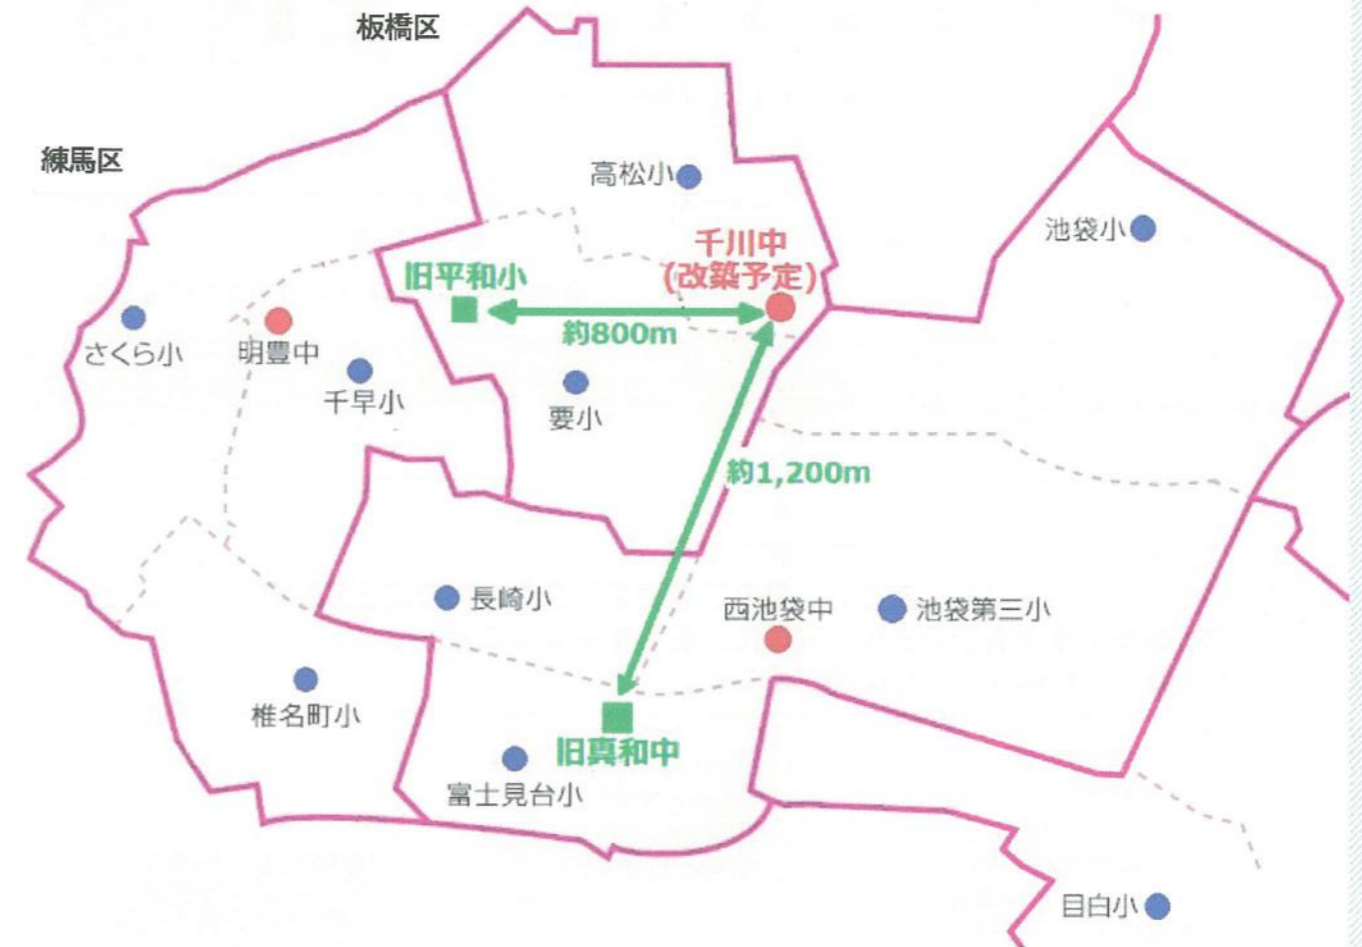 板橋区
練馬区
高松小
千川中
(改築予定)
池袋小
旧平和小
約800m
さくら小
明豊中
千早小
要小
約1,200m
長崎小
西池袋中
池袋第三小
椎名町小
旧真和中
富士見台小
目白小